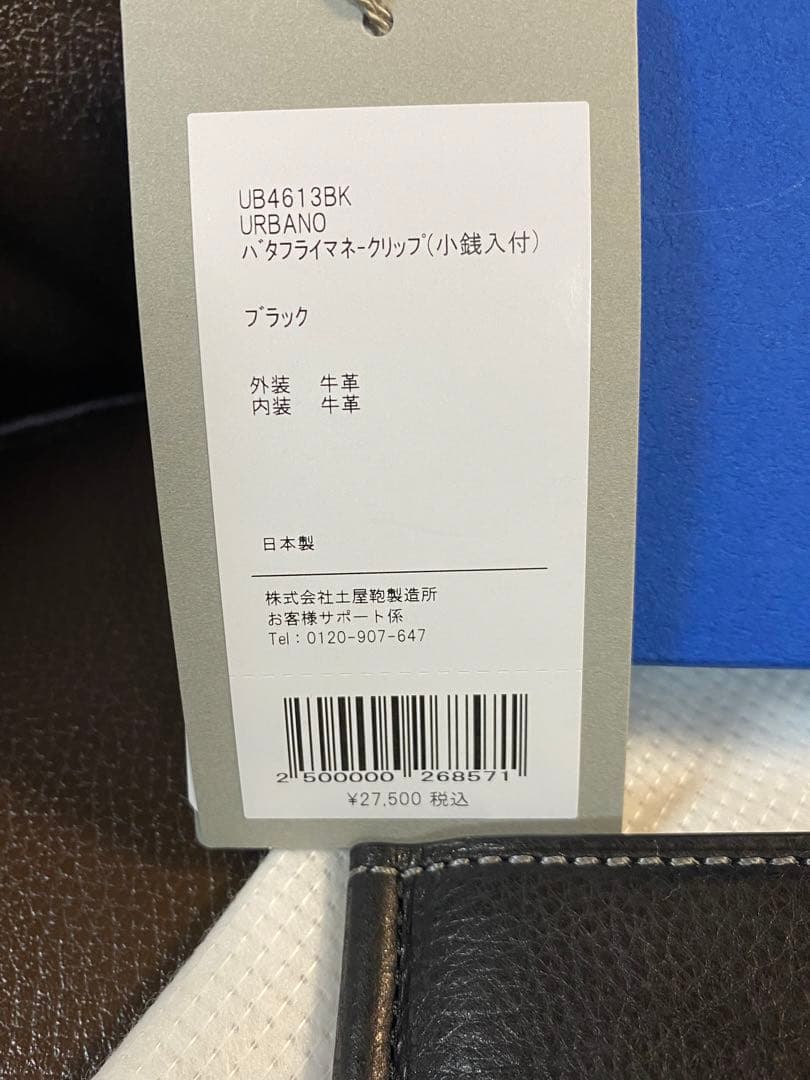 UB4613BK
URBANO
ﾊﾞﾀﾌﾗｲﾏﾈｰｸﾘｯﾌﾟ(小銭入付)
ﾌﾞﾗｯｸ
外装 牛革
内装 牛革
日本製
株式会社土屋鞄製造所
お客様サポート係
Tel：0120-907-647
2 500000 268571
¥27,500 税込